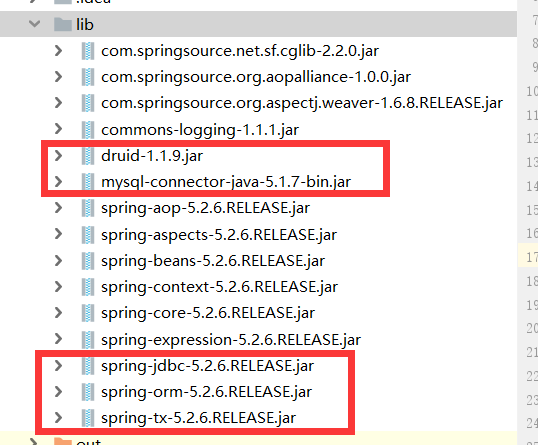 .idea
lib
com.springsource.net.sf.cglib-2.2.0.jar
com.springsource.org.aopalliance-1.0.0.jar
com.springsource.org.aspectj.weaver-1.6.8.RELEASE.jar
commons-logging-1.1.1.jar
druid-1.1.9.jar
mysql-connector-java-5.1.7-bin.jar
spring-aop-5.2.6.RELEASE.jar
spring-aspects-5.2.6.RELEASE.jar
spring-beans-5.2.6.RELEASE.jar
spring-context-5.2.6.RELEASE.jar
spring-core-5.2.6.RELEASE.jar
spring-expression-5.2.6.RELEASE.jar
spring-jdbc-5.2.6.RELEASE.jar
spring-orm-5.2.6.RELEASE.jar
spring-tx-5.2.6.RELEASE.jar
out
8
9
10
11
12
13
14
15
16
17
18
19
20
21
22
23
24